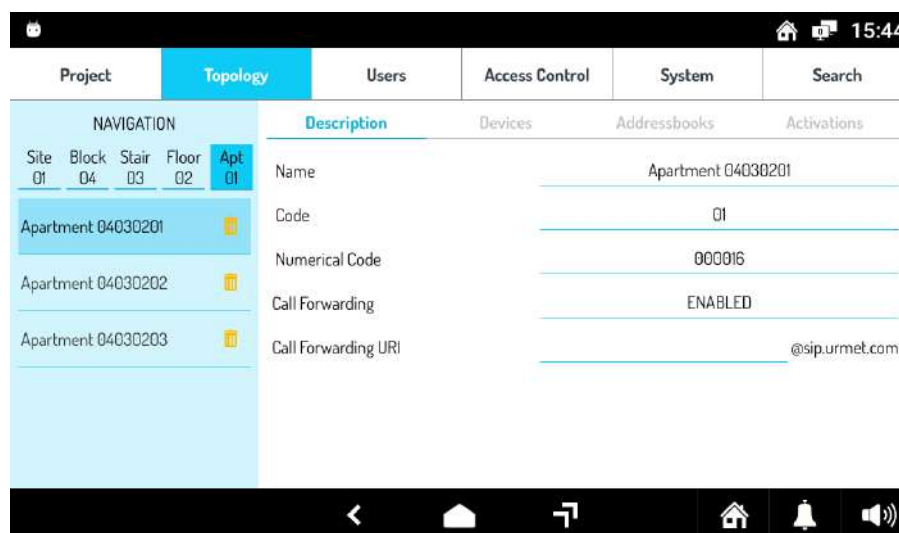 15:44
Project Topology Users Access Control System Search
NAVIGATION
Site Block Stair Floor Apt
01 04 03 02 01
Apartment 04030201
Apartment 04030202
Apartment 04030203
Description Devices Addressbooks Activations
Name Apartment 04030201
Code 01
Numerical Code 000016
Call Forwarding ENABLED
Call Forwarding URI @sip.urmet.com